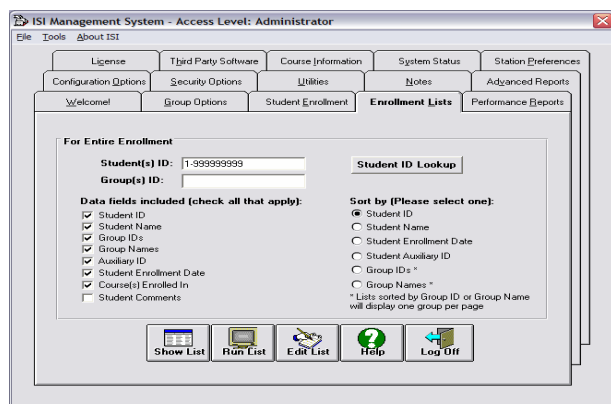 ISI Management System - Access Level: Administrator
File Tools About ISI
License Third Party Software Course Information System Status Station Preferences
Configuration Options Security Options Utilities Notes Advanced Reports
Welcome! Group Options Student Enrollment Enrollment Lists Performance Reports
For Entire Enrollment
Student(s) ID: 1-999999999 Student ID Lookup
Group(s) ID:
Data fields included (check all that apply): Sort by (Please select one):
Student ID Student ID
Student Name Student Name
Group IDs Student Enrollment Date
Group Names Student Auxiliary ID
Auxiliary ID Group IDs *
Student Enrollment Date Group Names *
Course(s) Enrolled In * Lists sorted by Group ID or Group Name
Student Comments will display one group per page
Show List Run List Edit List Help Log Off